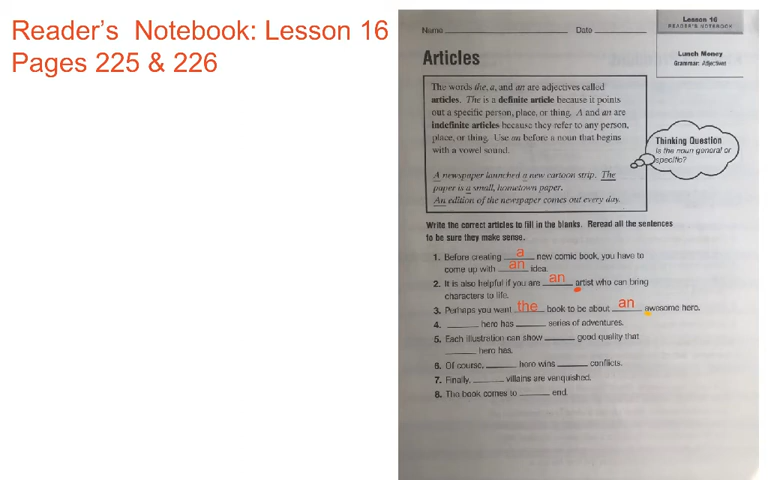 Reader's Notebook: Lesson 16
Pages 225 & 226
Lesson 16
READER'S NOTEBOOK
Name
Date
Lunch Money
Grammar: Adjectives
Articles
The words the, a, and an are adjectives called
articles. The is a definite article because it points
out a specific person, place, or thing. A and an are
indefinite articles because they refer to any person,
place, or thing. Use an before a noun that begins
with a vowel sound.
A newspaper launched a new cartoon strip. The
paper is a small, hometown paper.
An edition of the newspaper comes out every day.
Thinking Question
Is the noun general or
specific?
Write the correct articles to fill in the blanks. Reread all the sentences
to be sure they make sense.
1. Before creating a new comic book, you have to
come up with an idea.
2. It is also helpful if you are an artist who can bring
characters to life.
3. Perhaps you want the book to be about an awesome hero.
4. ______ hero has ______ series of adventures.
5. Each illustration can show ______ good quality that
______ hero has.
6. Of course, ______ hero wins ______ conflicts.
7. Finally, ______ villains are vanquished.
8. The book comes to ______ end.